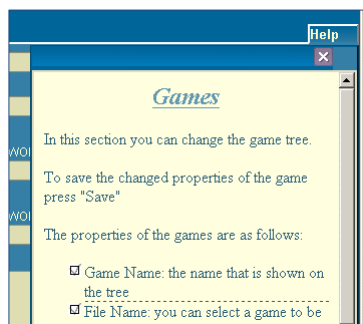 Help
Games
In this section you can change the game tree.
To save the changed properties of the game
press "Save"
The properties of the games are as follows:
Game Name: the name that is shown on
the tree
File Name: you can select a game to be